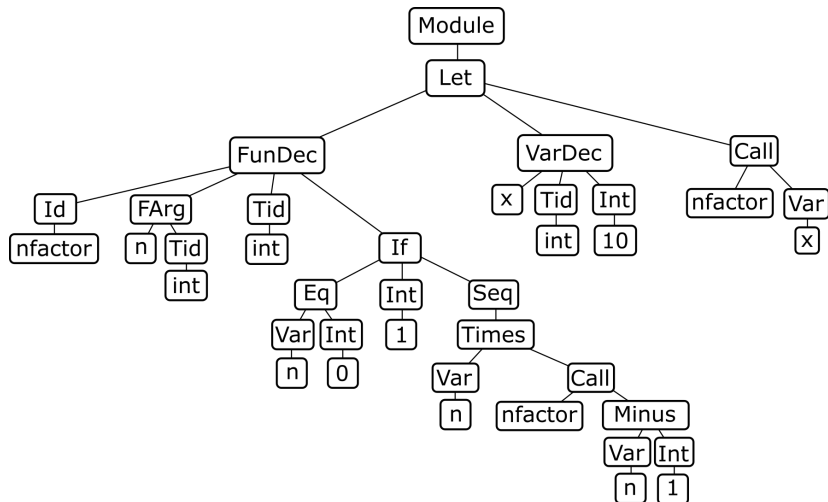 Module
Let
FunDec
VarDec
Call
Id
FArg
Tid
x
Tid
Int
nfactor
Var
nfactor
n
Tid
int
int
10
x
int
If
Eq
Int
Seq
Var
Int
1
Times
n
0
Var
Call
n
nfactor
Minus
Var
Int
n
1